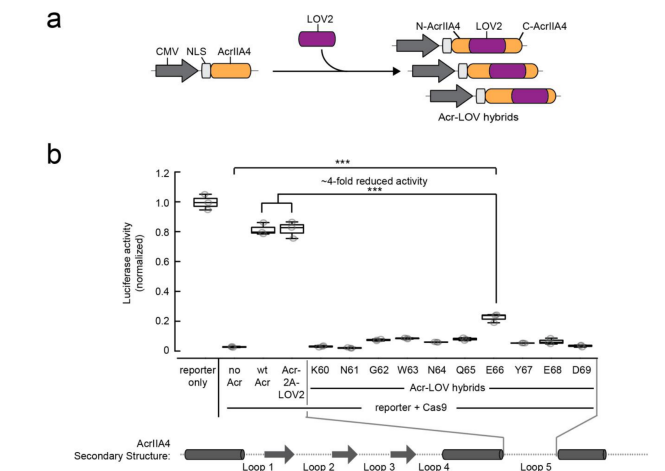 a
LOV2
N-AcrIIA4 LOV2 C-AcrIIA4
CMV NLS AcrIIA4
Acr-LOV hybrids
b
***
~4-fold reduced activity
***
Luciferase activity
(normalized)
1.2
1.0
0.8
0.6
0.4
0.2
0
reporter only
no Acr
wt Acr
Acr-2A-LOV2
K60 N61 G62 W63 N64 Q65 E66 Y67 E68 D69
Acr-LOV hybrids
reporter + Cas9
AcrIIA4
Secondary Structure:
Loop 1 Loop 2 Loop 3 Loop 4 Loop 5